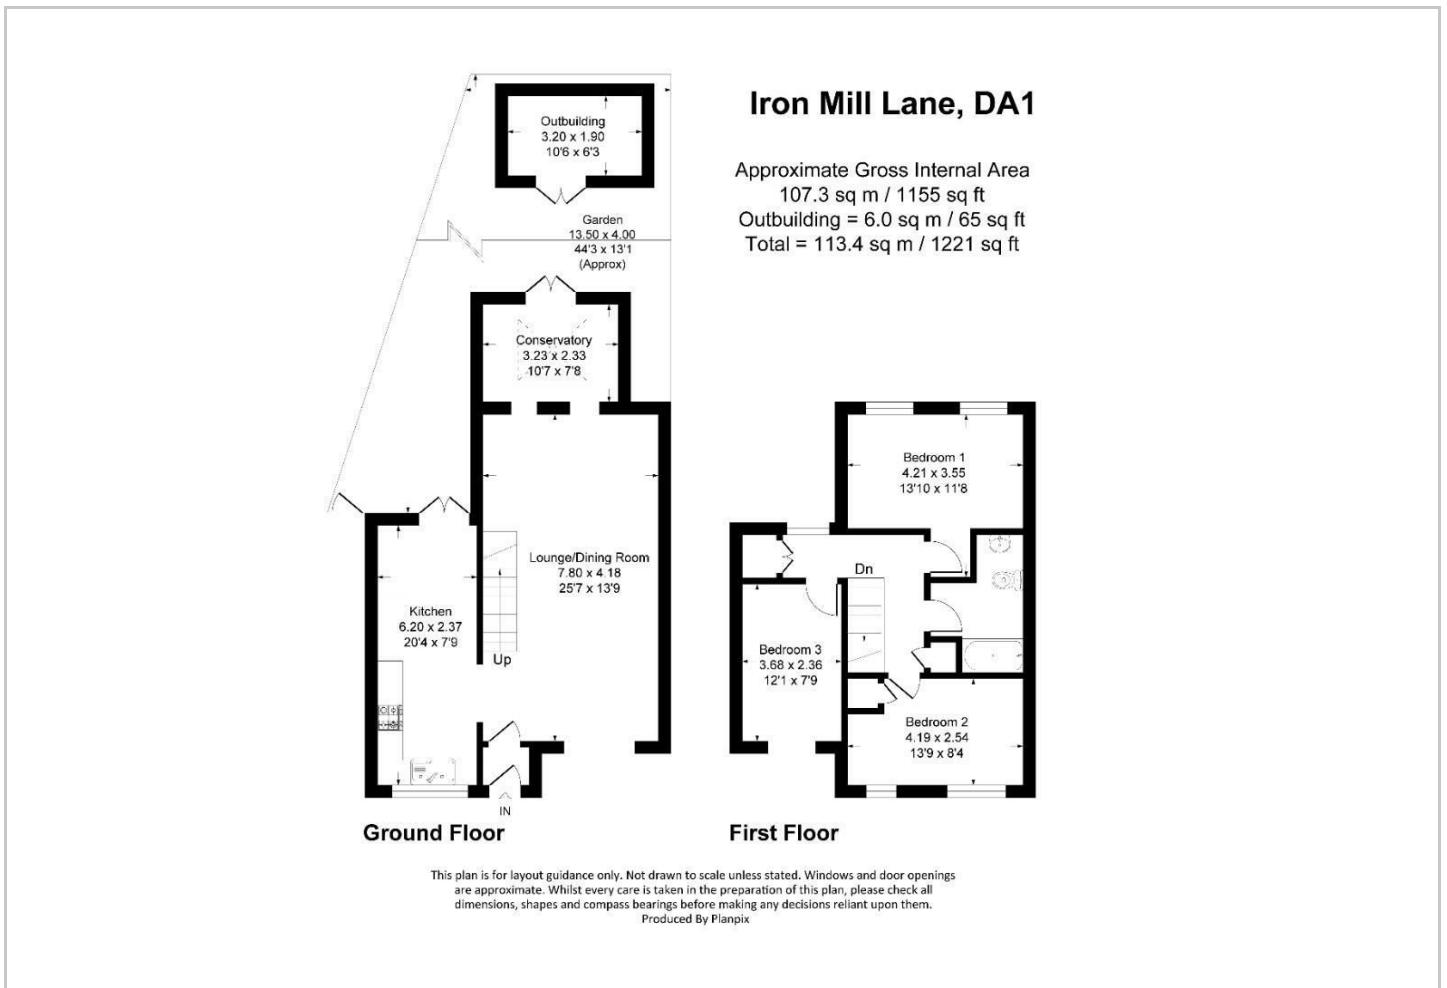 Iron Mill Lane, DA1
Approximate Gross Internal Area
107.3 sq m / 1155 sq ft
Outbuilding = 6.0 sq m / 65 sq ft
Total = 113.4 sq m / 1221 sq ft
Outbuilding
3.20 x 1.90
10'6 x 6'3
Garden
13.50 x 4.00
44'3 x 13'1
(Approx)
Conservatory
3.23 x 2.33
10'7 x 7'8
Lounge/Dining Room
7.80 x 4.18
25'7 x 13'9
Kitchen
6.20 x 2.37
20'4 x 7'9
Up
IN
Ground Floor
Bedroom 1
4.21 x 3.55
13'10 x 11'8
Dn
Bedroom 3
3.68 x 2.36
12'1 x 7'9
Bedroom 2
4.19 x 2.54
13'9 x 8'4
First Floor
This plan is for layout guidance only. Not drawn to scale unless stated. Windows and door openings
are approximate. Whilst every care is taken in the preparation of this plan, please check all
dimensions, shapes and compass bearings before making any decisions reliant upon them.
Produced By Planpix